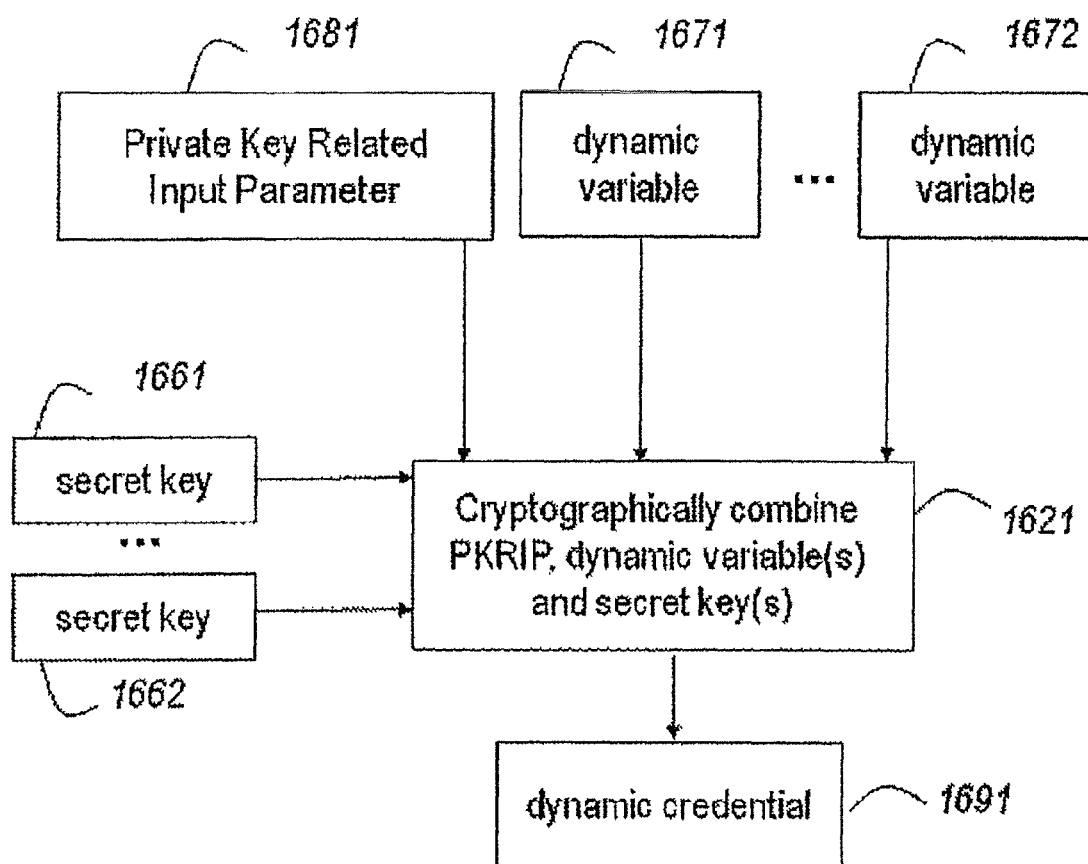 1681
1671
1672
Private Key Related
Input Parameter
dynamic
variable
...
dynamic
variable
1661
secret key
...
secret key
1662
Cryptographically combine
PKRIP, dynamic variable(s)
and secret key(s)
1621
dynamic credential
1691